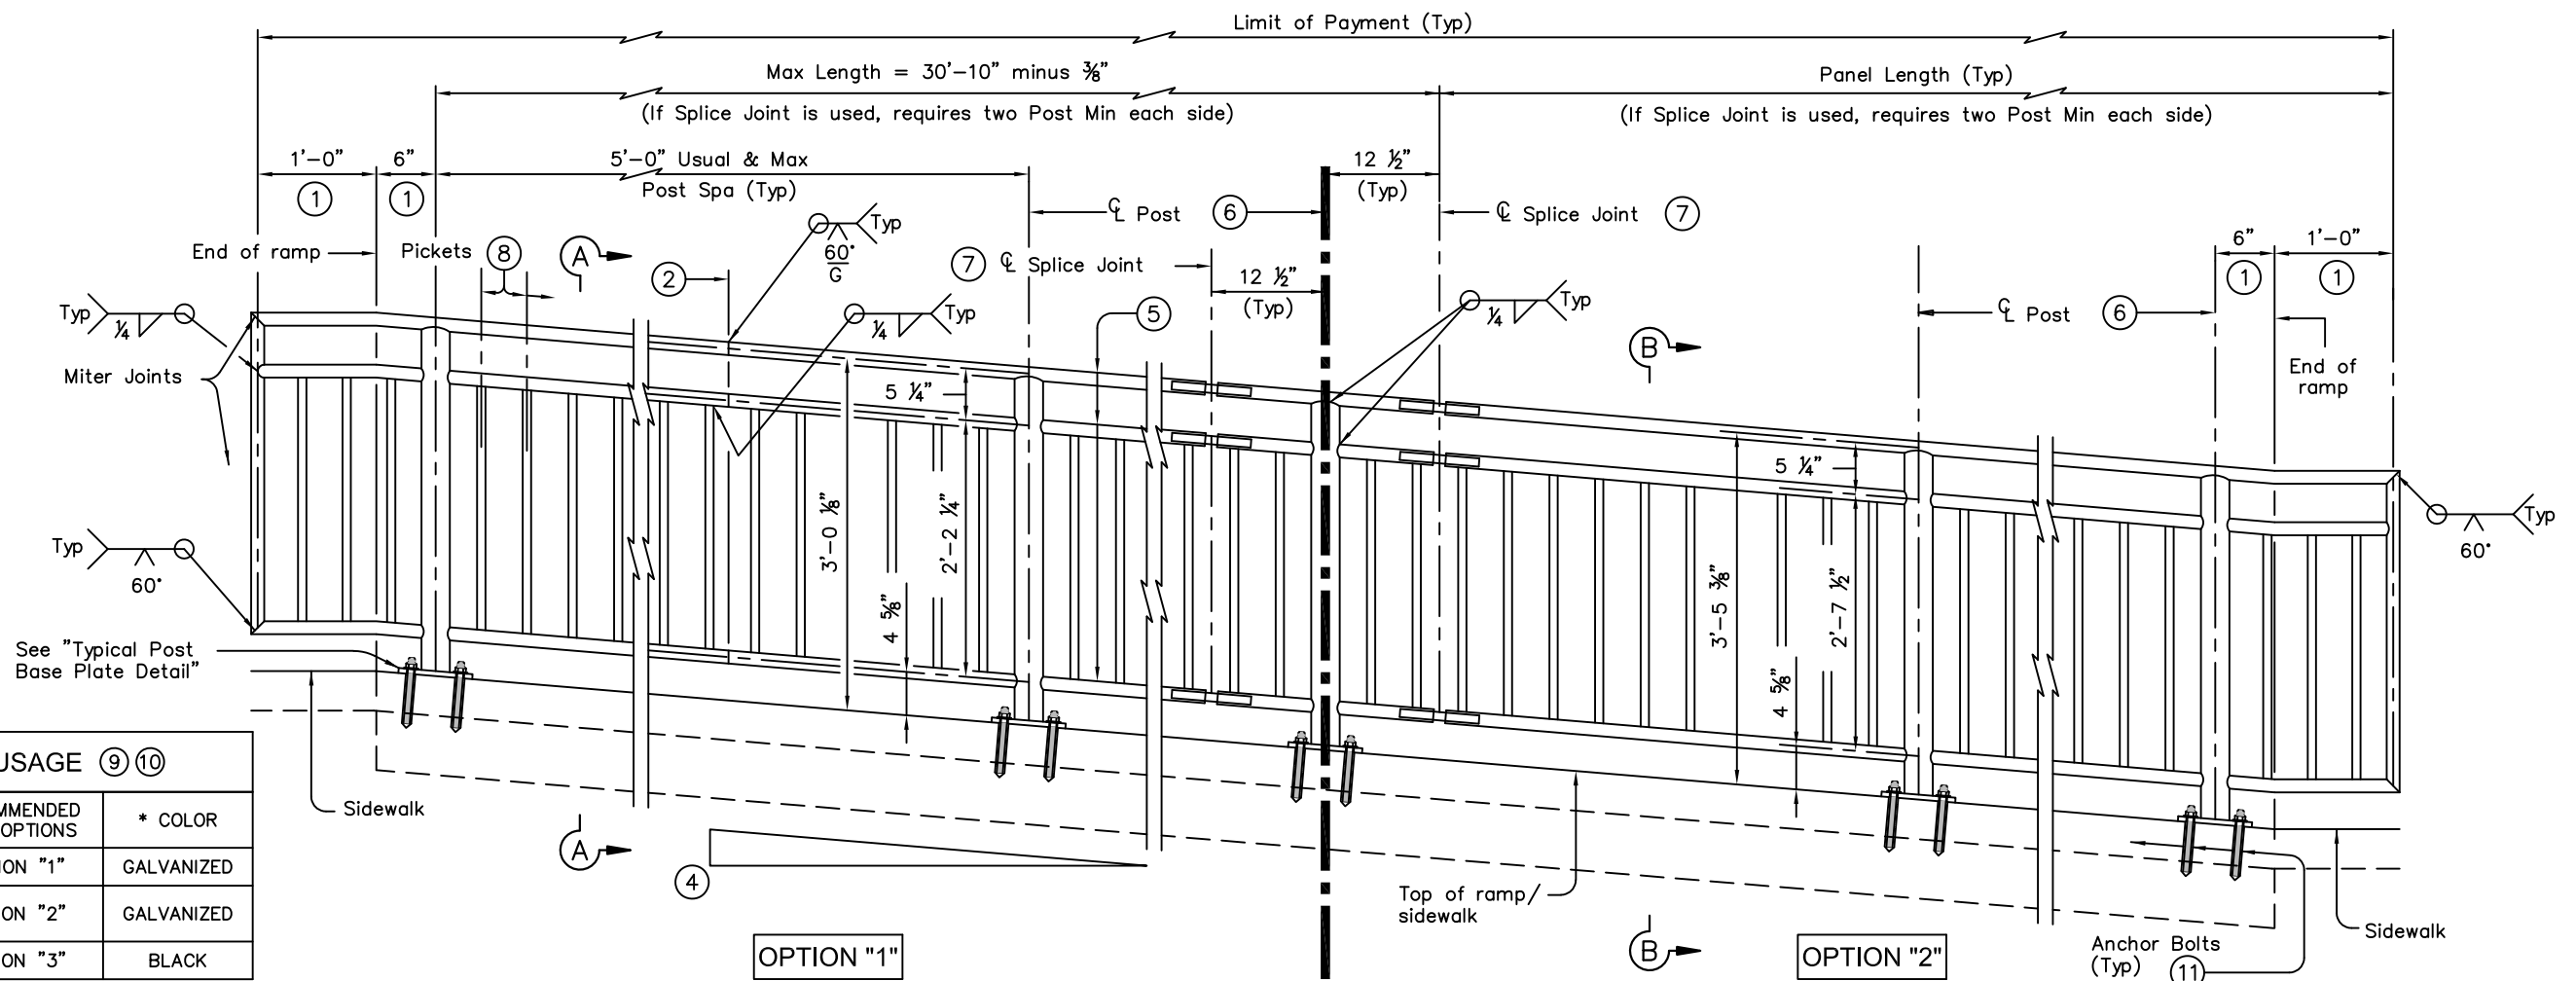 Limit of Payment (Typ)
Max Length = 30'-10" minus ⅜"
Panel Length (Typ)
(If Splice Joint is used, requires two Post Min each side)
(If Splice Joint is used, requires two Post Min each side)
1'-0"
6"
5'-0" Usual & Max
12 ½"
1
1
Post Spa (Typ)
(Typ)
℄ Post 6
℄ Splice Joint 7
Typ
60°
G
End of ramp
Pickets 8
A
7 ℄ Splice Joint
6"
1'-0"
1
1
2
12 ½"
(Typ)
Typ
¼
¼
Typ
5
¼
Typ
℄ Post 6
B
Miter Joints
End of
ramp
5 ¼"
5 ¼"
3'-0 ⅛"
2'-2 ¼"
4 ⅝"
3'-5 ⅜"
2'-7 ½"
4 ⅝"
Typ
60°
Typ
60°
See "Typical Post
Base Plate Detail"
USAGE 9 10
MMENDED
OPTIONS
* COLOR
ION "1"
GALVANIZED
ON "2"
GALVANIZED
ON "3"
BLACK
Sidewalk
A
4
Top of ramp/
sidewalk
OPTION "1"
B
OPTION "2"
Anchor Bolts
(Typ) 11
Sidewalk